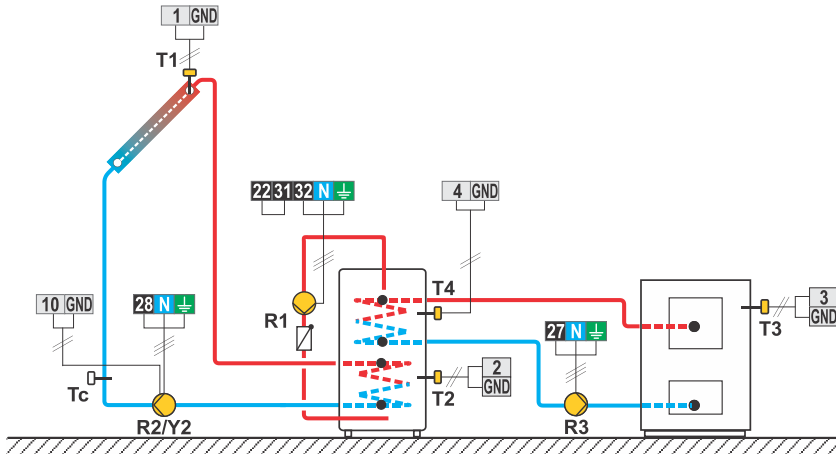 1 GND
T1
22 31 32 N
4 GND
10 GND
28 N
T4
3
GND
R1
27 N
T3
2
GND
Tc
T2
R2/Y2
R3